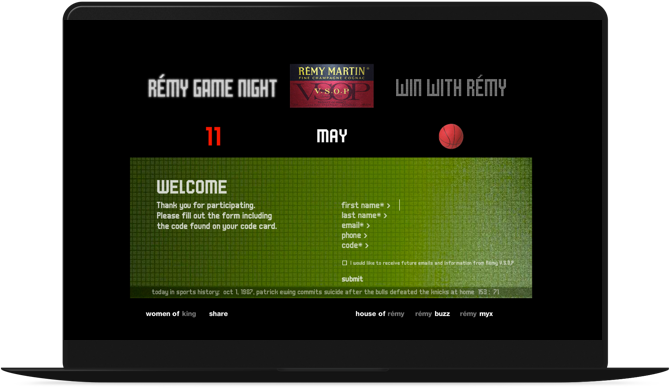 RÉMY GAME NIGHT
RÉMY MARTIN®
FINE CHAMPAGNE COGNAC
V.S.O.P
WIN WITH RÉMY
11
MAY
WELCOME
Thank you for participating.
Please fill out the form including
the code found on your code card.
first name* >
last name* >
email* >
phone >
code* >
I would like to receive future emails and information from Rémy V.S.O.P
submit
today in sports history: oct 1, 1987, patrick ewing commits suicide after the bulls defeated the knicks at home 153 : 71
women of king
share
house of rémy
rémy buzz
rémy myx